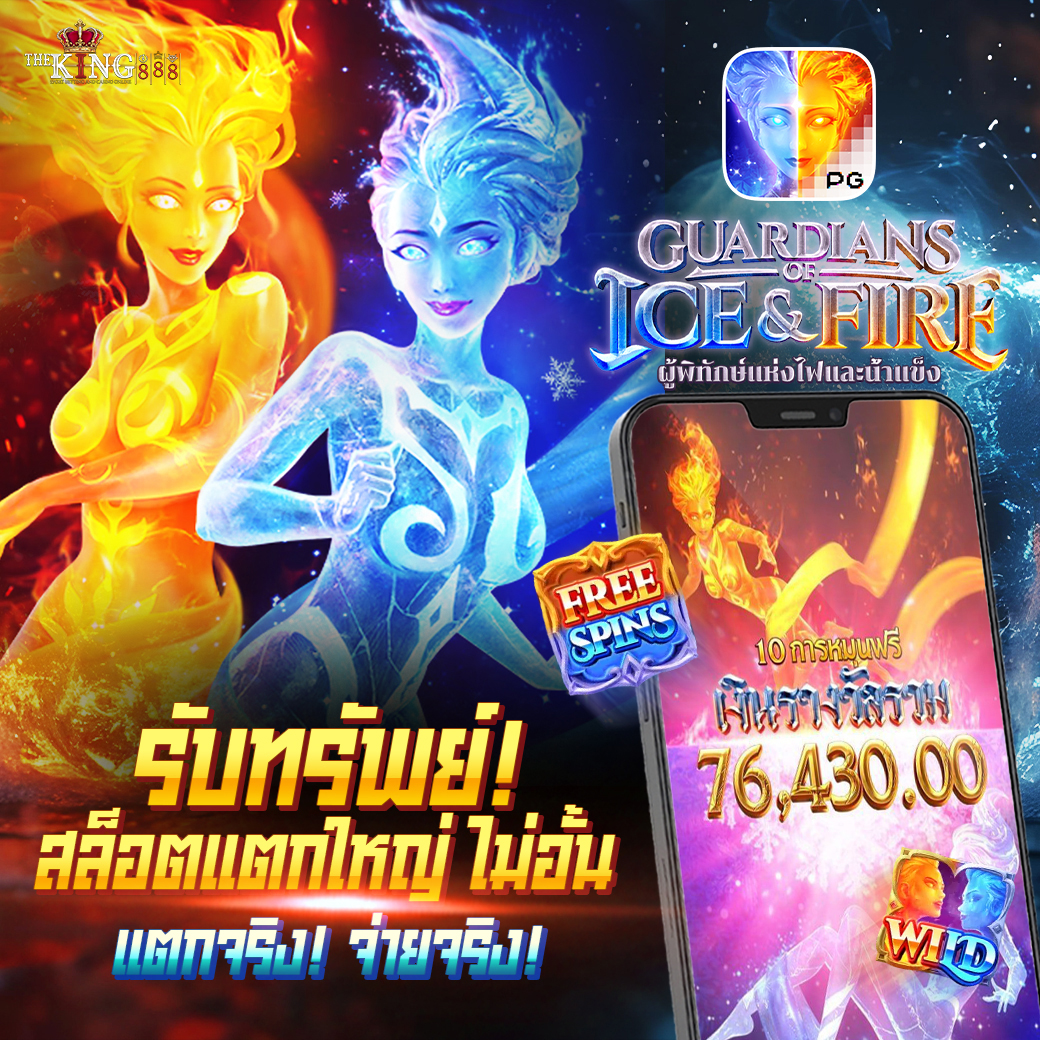 THE KING 888
PG
GUARDIANS
OF
ICE & FIRE
ผู้พิทักษ์แห่งไฟและน้ำแข็ง
FREE
SPINS
10 การหมุนฟรี
เงินรางวัลรวม
76,430.00
WILD
รับทรัพย์!
สล็อตแตกใหญ่ ไม่อั้น
แตกจริง! จ่ายจริง!